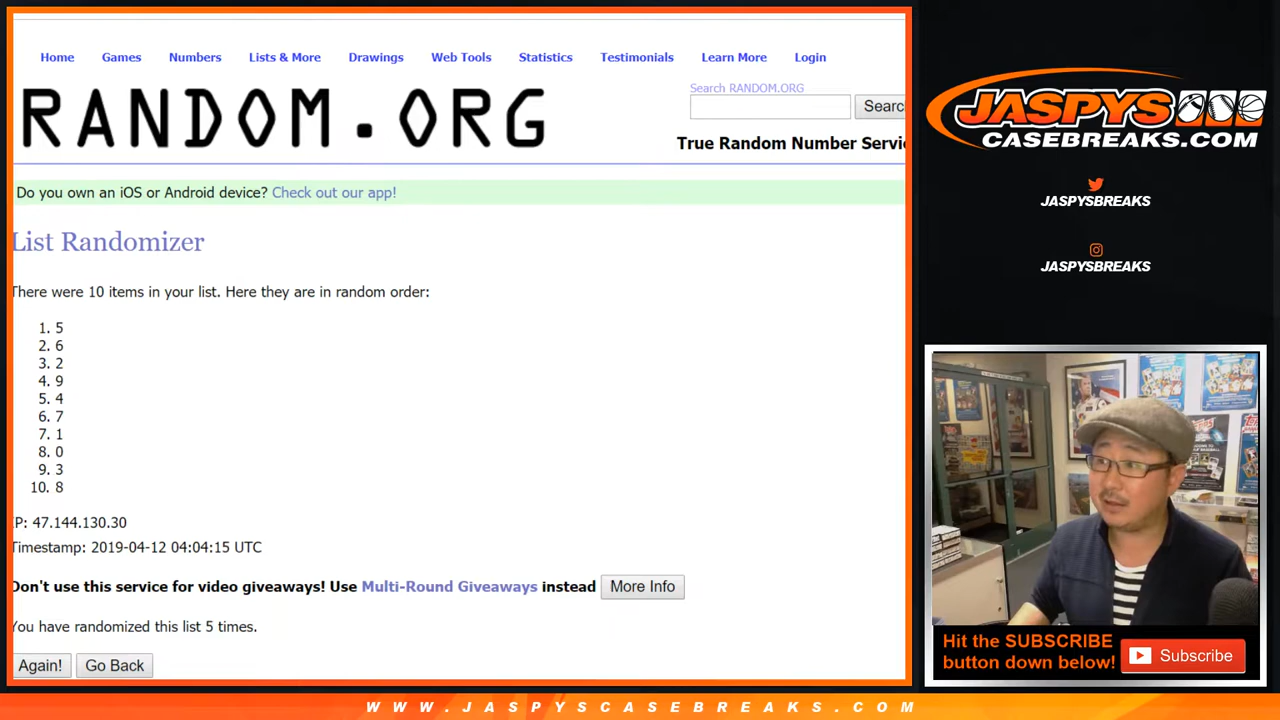 Home Games Numbers Lists & More Drawings Web Tools Statistics Testimonials Learn More Login
RANDOM.ORG
Search RANDOM.ORG
Searc
True Random Number Servi
Do you own an iOS or Android device? Check out our app!
List Randomizer
There were 10 items in your list. Here they are in random order:
1. 5
2. 6
3. 2
4. 9
5. 4
6. 7
7. 1
8. 0
9. 3
10. 8
IP: 47.144.130.30
Timestamp: 2019-04-12 04:04:15 UTC
Don't use this service for video giveaways! Use Multi-Round Giveaways instead More Info
You have randomized this list 5 times.
Again! Go Back
JASPYS
CASEBREAKS.COM
JASPYSBREAKS
JASPYSBREAKS
Hit the SUBSCRIBE
button down below!
Subscribe
WWW.JASPYSCASEBREAKS.COM